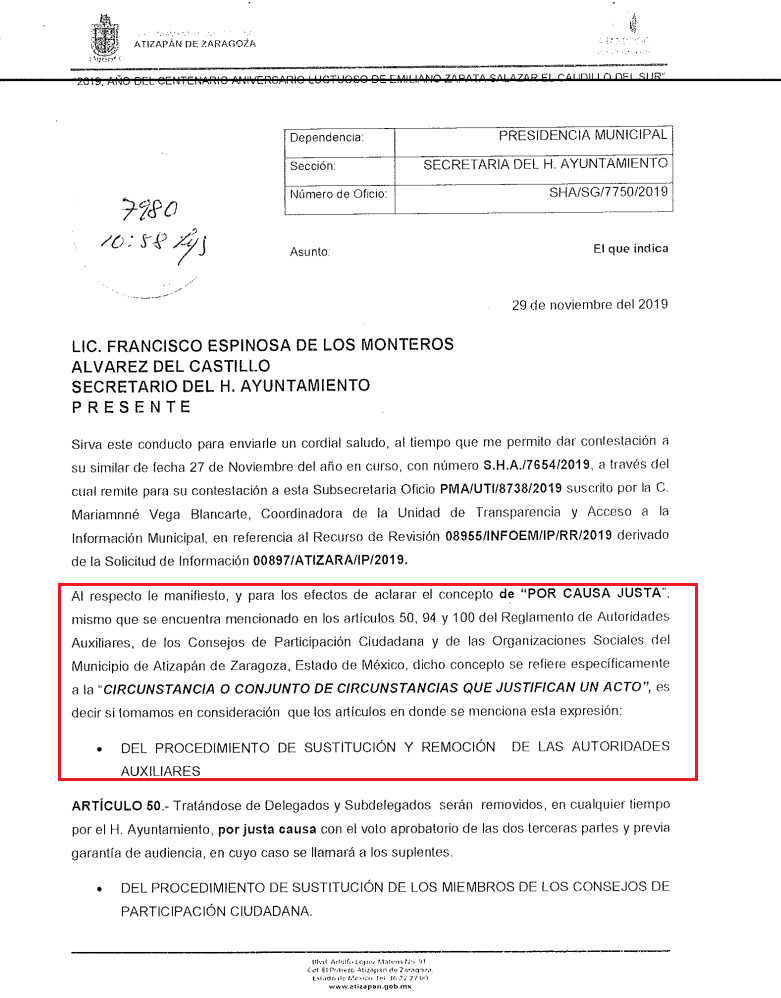 ATIZAPÁN DE ZARAGOZA
"2019, AÑO DEL CENTENARIO ANIVERSARIO LUCTUOSO DE EMILIANO ZAPATA SALAZAR EL CAUDILLO DEL SUR"
Dependencia: PRESIDENCIA MUNICIPAL
Sección: SECRETARIA DEL H. AYUNTAMIENTO
Número de Oficio: SHA/SG/7750/2019
7980
10:58
Asunto: El que indica
29 de noviembre del 2019
LIC. FRANCISCO ESPINOSA DE LOS MONTEROS
ALVAREZ DEL CASTILLO
SECRETARIO DEL H. AYUNTAMIENTO
P R E S E N T E
Sirva este conducto para enviarle un cordial saludo, al tiempo que me permito dar contestación a
su similar de fecha 27 de Noviembre del año en curso, con número S.H.A./7654/2019, a través del
cual remite para su contestación a esta Subsecretaria Oficio PMA/UTI/8738/2019 suscrito por la C.
Mariamnné Vega Blancarte, Coordinadora de la Unidad de Transparencia y Acceso a la
Información Municipal, en referencia al Recurso de Revisión 08955/INFOEM/IP/RR/2019 derivado
de la Solicitud de Información 00897/ATIZARA/IP/2019.
Al respecto le manifiesto, y para los efectos de aclarar el concepto de "POR CAUSA JUSTA",
mismo que se encuentra mencionado en los artículos 50, 94 y 100 del Reglamento de Autoridades
Auxiliares, de los Consejos de Participación Ciudadana y de las Organizaciones Sociales del
Municipio de Atizapán de Zaragoza, Estado de México, dicho concepto se refiere específicamente
a la "CIRCUNSTANCIA O CONJUNTO DE CIRCUNSTANCIAS QUE JUSTIFICAN UN ACTO", es
decir si tomamos en consideración que los artículos en donde se menciona esta expresión:
• DEL PROCEDIMIENTO DE SUSTITUCIÓN Y REMOCIÓN DE LAS AUTORIDADES
AUXILIARES
ARTÍCULO 50.- Tratándose de Delegados y Subdelegados serán removidos, en cualquier tiempo
por el H. Ayuntamiento, por justa causa con el voto aprobatorio de las dos terceras partes y previa
garantía de audiencia, en cuyo caso se llamará a los suplentes.
• DEL PROCEDIMIENTO DE SUSTITUCIÓN DE LOS MIEMBROS DE LOS CONSEJOS DE
PARTICIPACIÓN CIUDADANA.
Blvd. Adolfo López Mateos No. 91
Col. El Potrero Atizapán de Zaragoza,
Estado de México. Tel. 36 22 27 00
www.atizapan.gob.mx